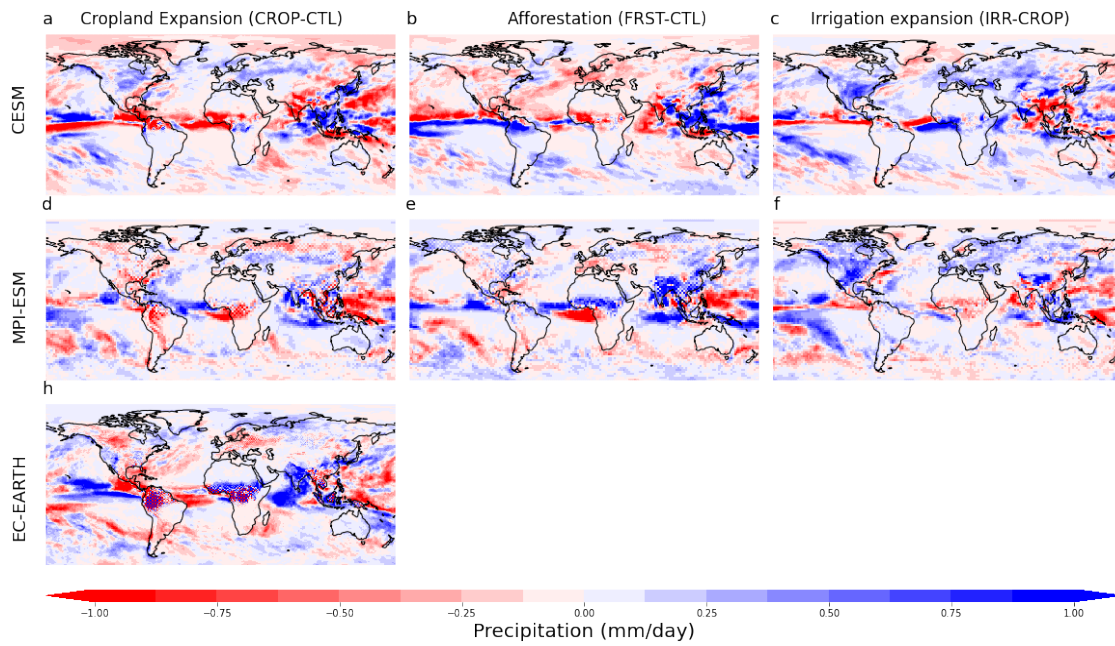 a Cropland Expansion (CROP-CTL)
b Afforestation (FRST-CTL)
c Irrigation expansion (IRR-CROP)
CESM
d
e
f
MPI-ESM
h
EC-EARTH
−1.00 −0.75 −0.50 −0.25 0.00 0.25 0.50 0.75 1.00
Precipitation (mm/day)